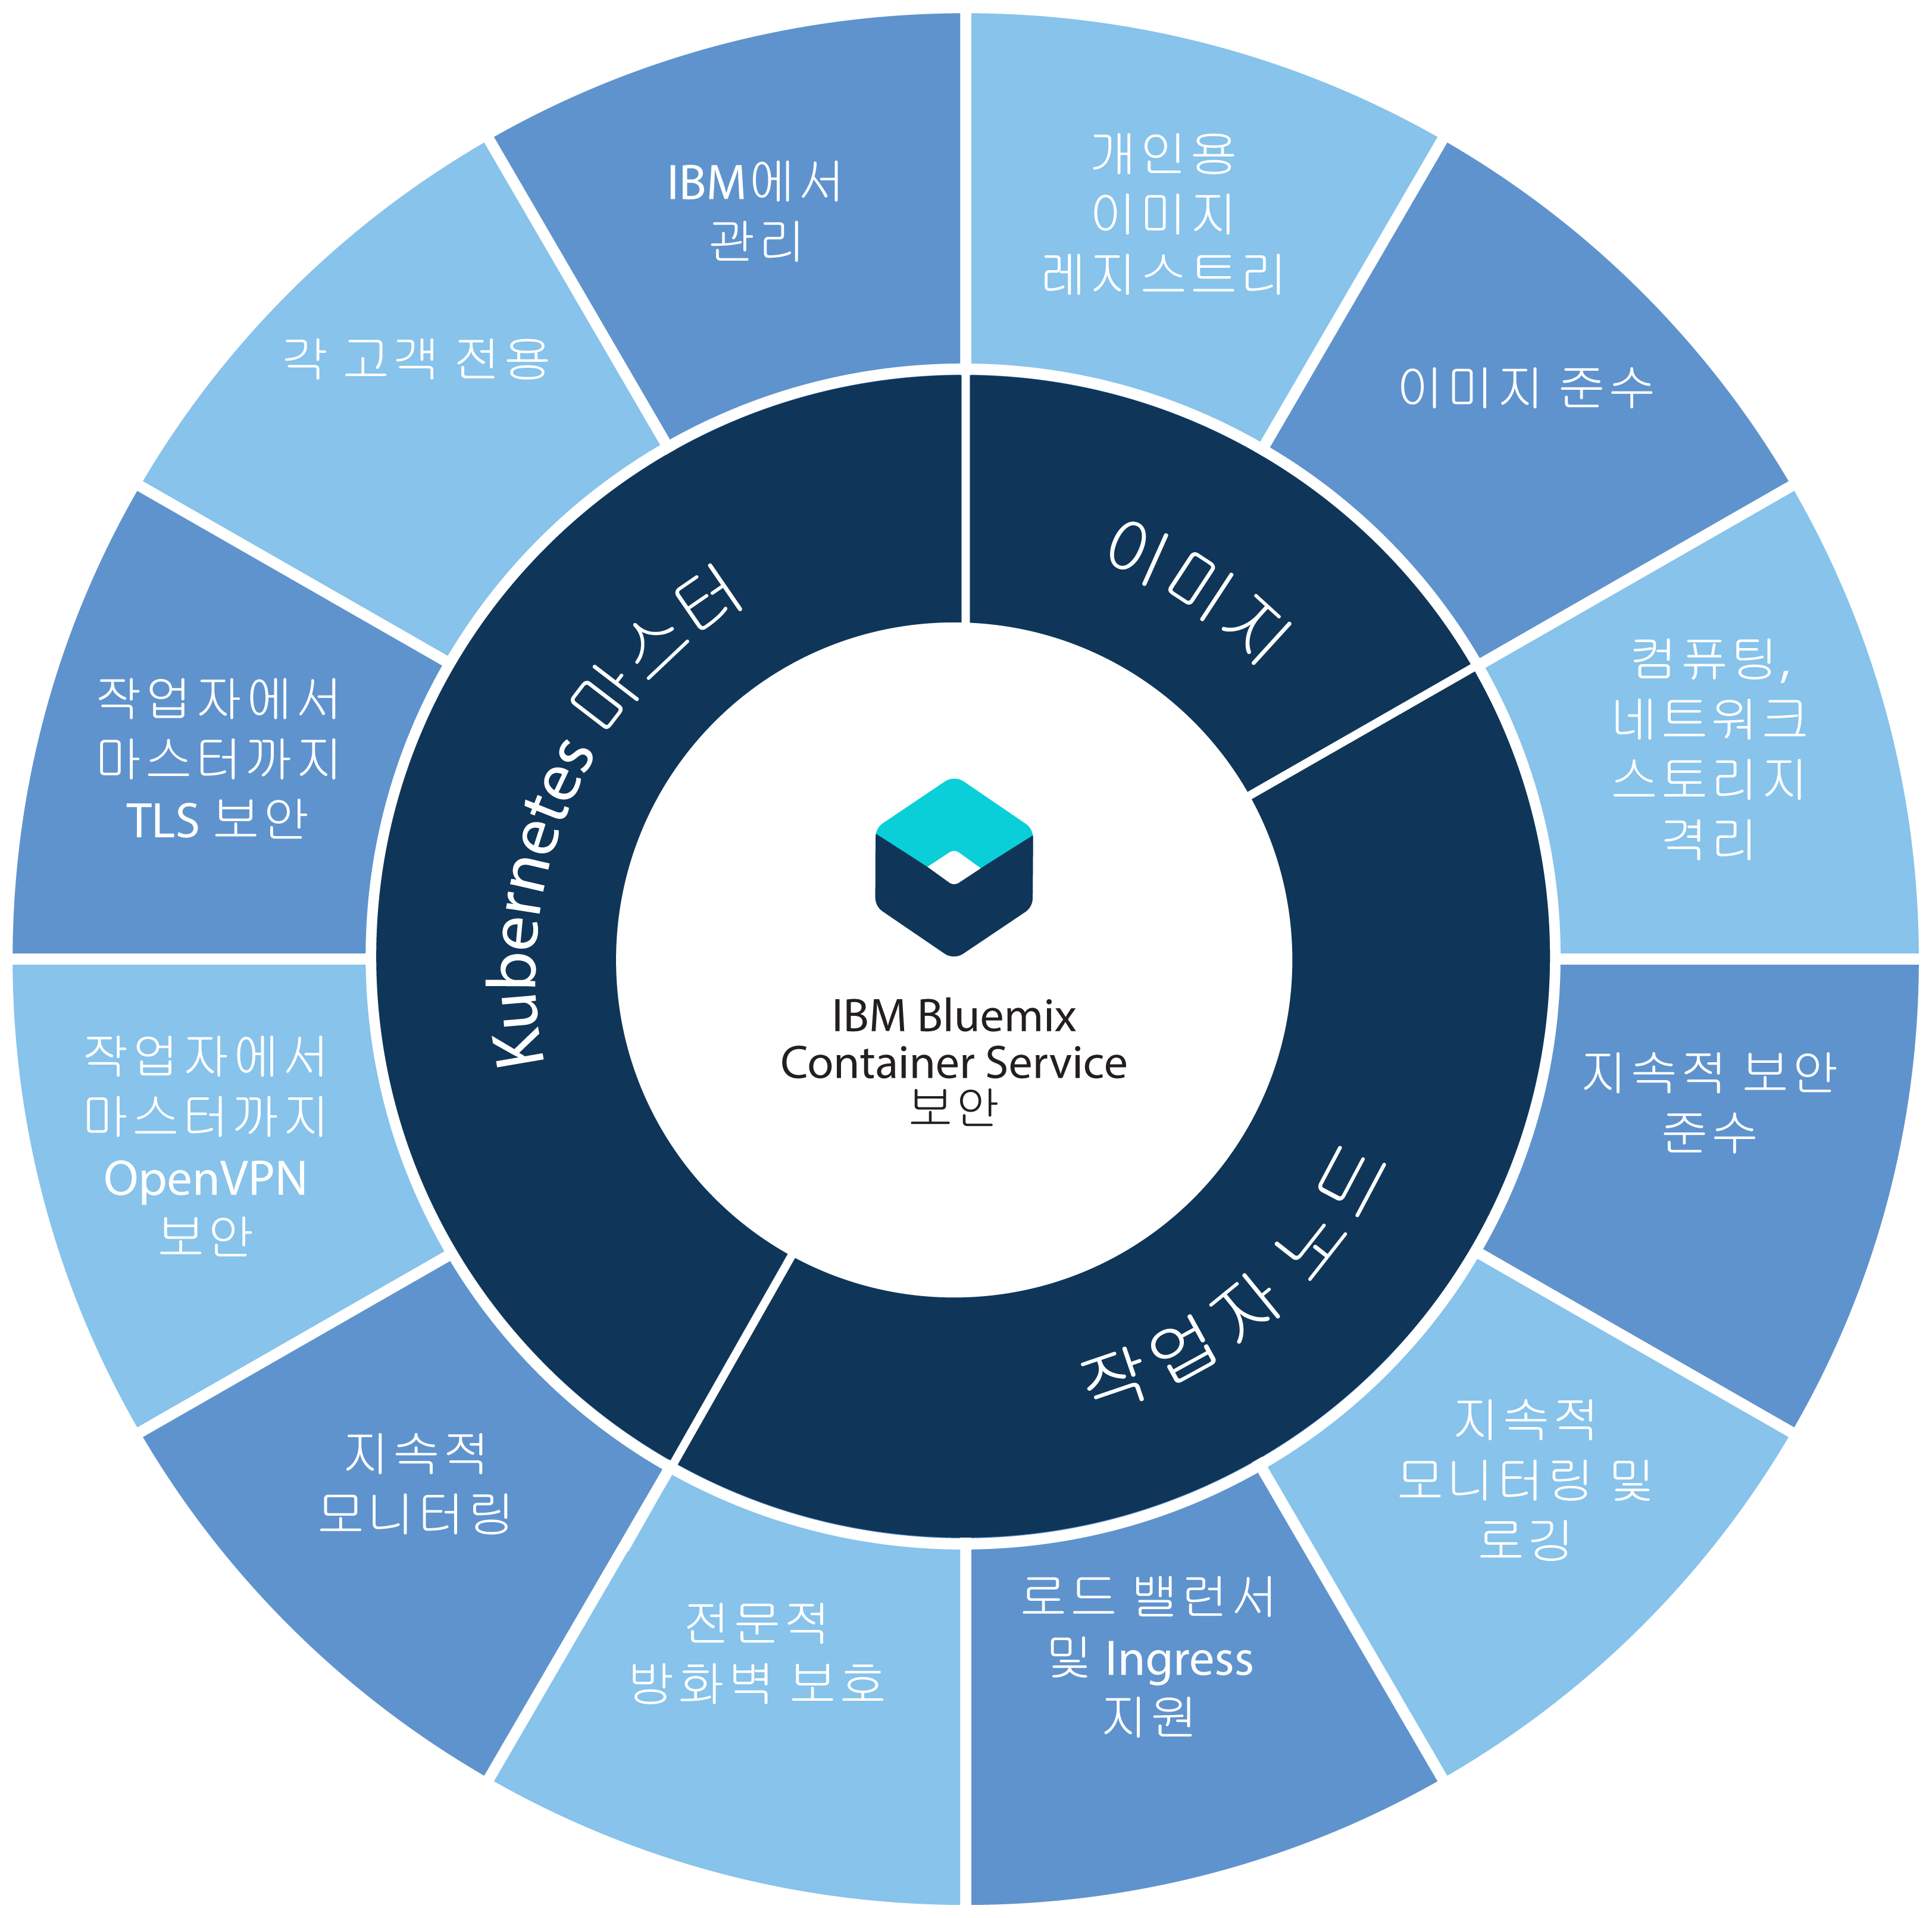 IBM에서
관리
개인용
이미지
레지스트리
각 고객 전용
이미지 준수
이미지
Kubernetes 마스터
컴퓨팅,
네트워크
스토리지
격리
작업자에서
마스터까지
TLS 보안
IBM Bluemix
Container Service
보안
작업자에서
마스터까지
OpenVPN
보안
지속적 보안
준수
작업자 노드
지속적
모니터링
지속적
모니터링 및
로깅
전문적
방화벽 보호
로드 밸런서
및 Ingress
지원